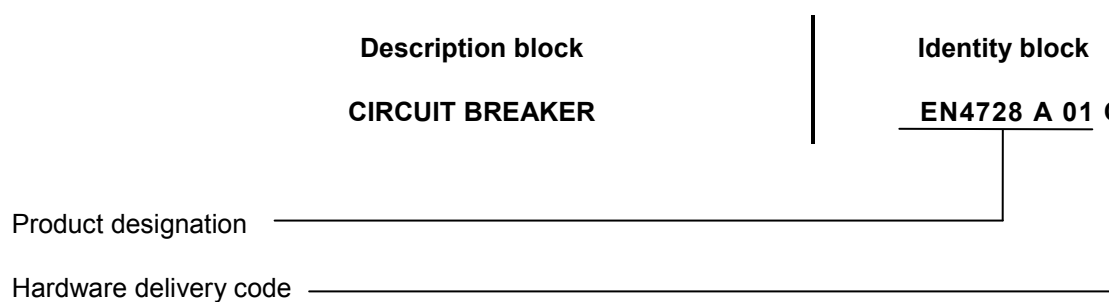 Description block Identity block
CIRCUIT BREAKER EN4728 A 01
Product designation
Hardware delivery code